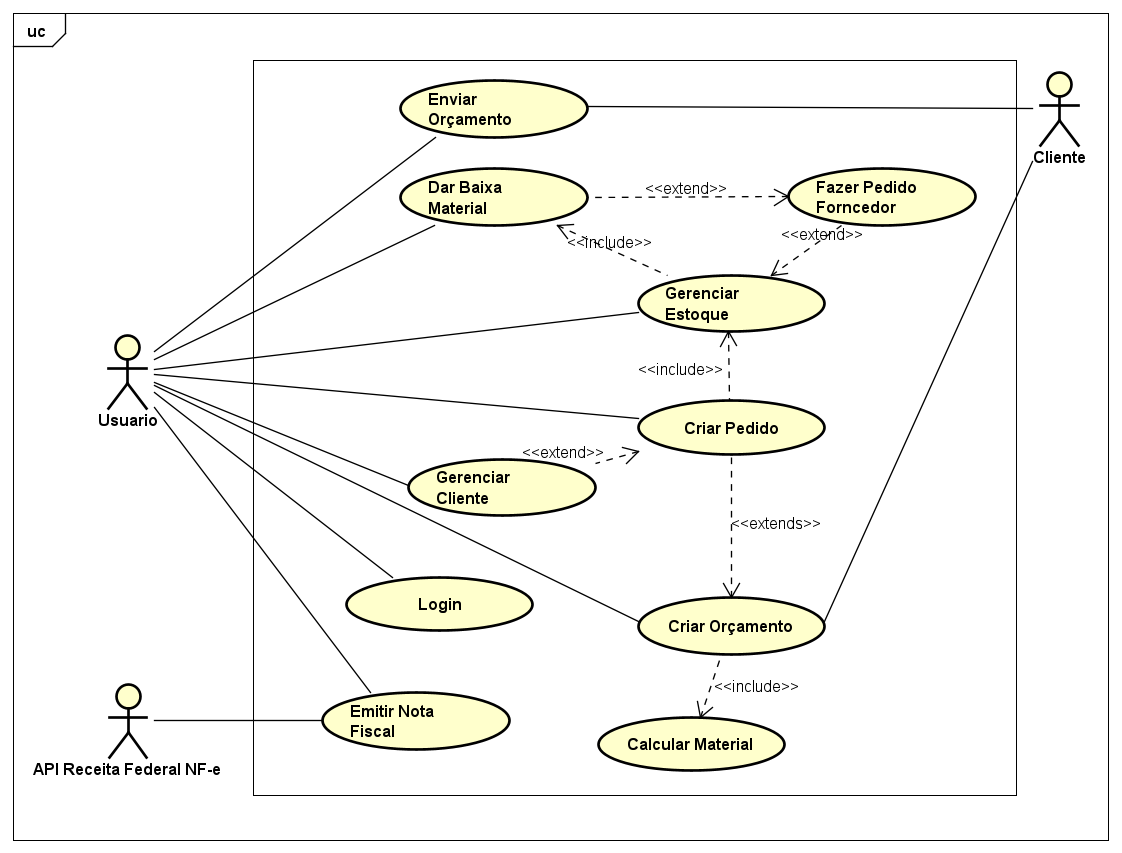 uc
Enviar
Orçamento
Cliente
Dar Baixa
Material
<<extend>>
Fazer Pedido
Forncedor
<<include>>
<<extend>>
Gerenciar
Estoque
Usuario
<<include>>
Criar Pedido
<<extend>>
Gerenciar
Cliente
<<extends>>
Login
Criar Orçamento
<<include>>
Emitir Nota
Fiscal
Calcular Material
API Receita Federal NF-e